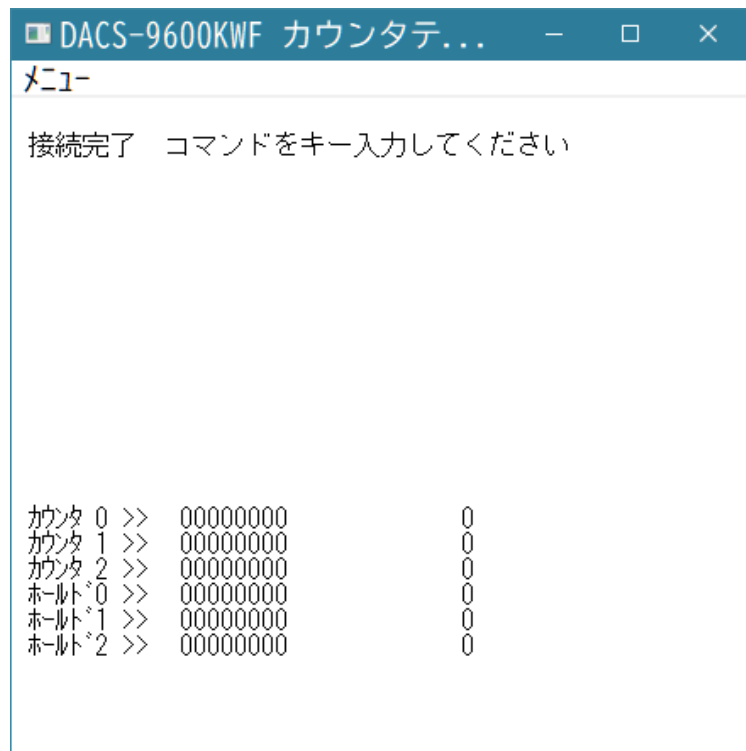 DACS-9600KWF カウンタテ...
ﾒﾆｭｰ
接続完了　コマンドをキー入力してください
ｶｳﾝﾀ 0 >> 00000000 0
ｶｳﾝﾀ 1 >> 00000000 0
ｶｳﾝﾀ 2 >> 00000000 0
ﾎｰﾙﾄﾞ0 >> 00000000 0
ﾎｰﾙﾄﾞ1 >> 00000000 0
ﾎｰﾙﾄﾞ2 >> 00000000 0